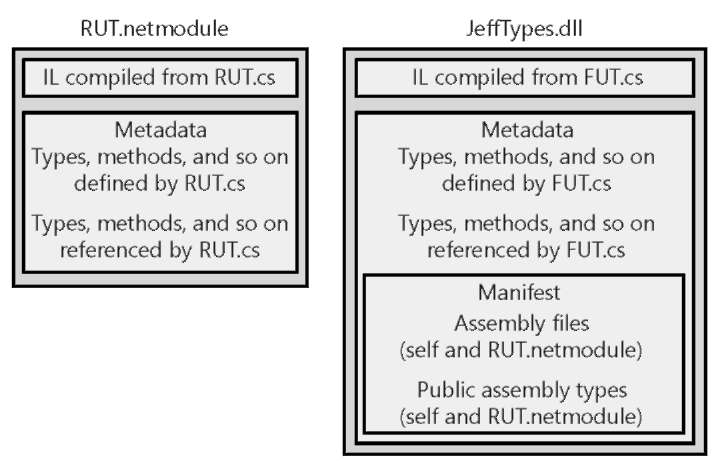 RUT.netmodule
IL compiled from RUT.cs
Metadata
Types, methods, and so on
defined by RUT.cs
Types, methods, and so on
referenced by RUT.cs
JeffTypes.dll
IL compiled from FUT.cs
Metadata
Types, methods, and so on
defined by FUT.cs
Types, methods, and so on
referenced by FUT.cs
Manifest
Assembly files
(self and RUT.netmodule)
Public assembly types
(self and RUT.netmodule)